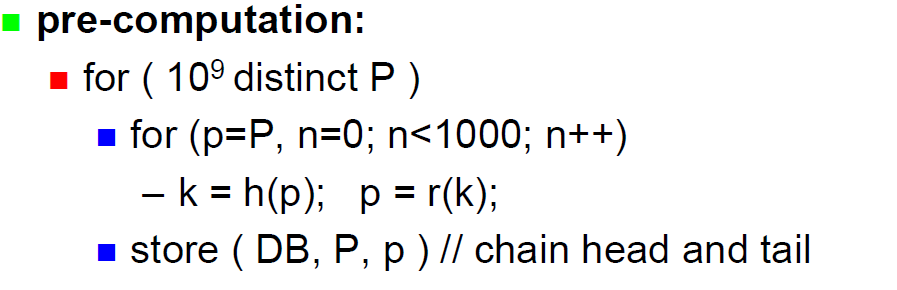 pre-computation:
for ( 10⁹ distinct P )
for (p=P, n=0; n<1000; n++)
– k = h(p); p = r(k);
store ( DB, P, p ) // chain head and tail